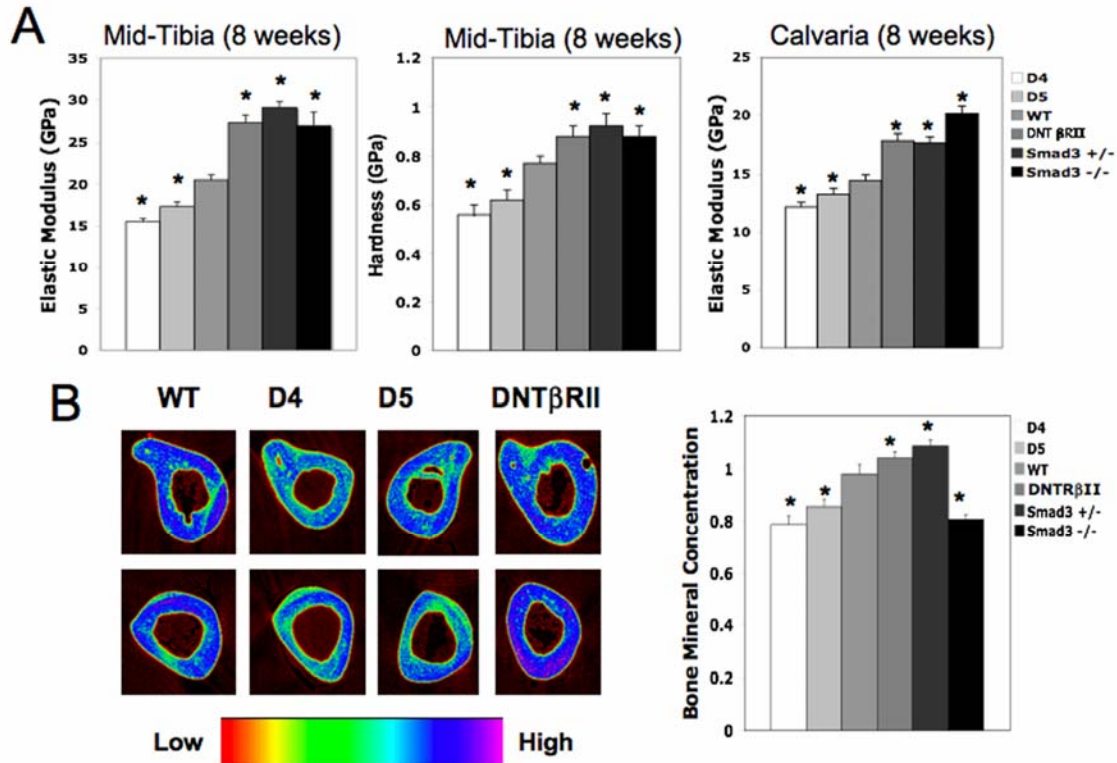 A
Mid-Tibia (8 weeks)
Elastic Modulus (GPa)
35
30
25
20
15
10
5
0
* * * * *
Mid-Tibia (8 weeks)
Hardness (GPa)
1.2
1
0.8
0.6
0.4
0.2
0
* * * * *
Calvaria (8 weeks)
Elastic Modulus (GPa)
25
20
15
10
5
0
* * * * *
D4
D5
WT
DNT βRII
Smad3 +/-
Smad3 -/-
B
WT D4 D5 DNTβRII
Low High
Bone Mineral Concentration
1.2
1
0.8
0.6
0.4
0.2
0
* * * * *
D4
D5
WT
DNTRβII
Smad3 +/-
Smad3 -/-